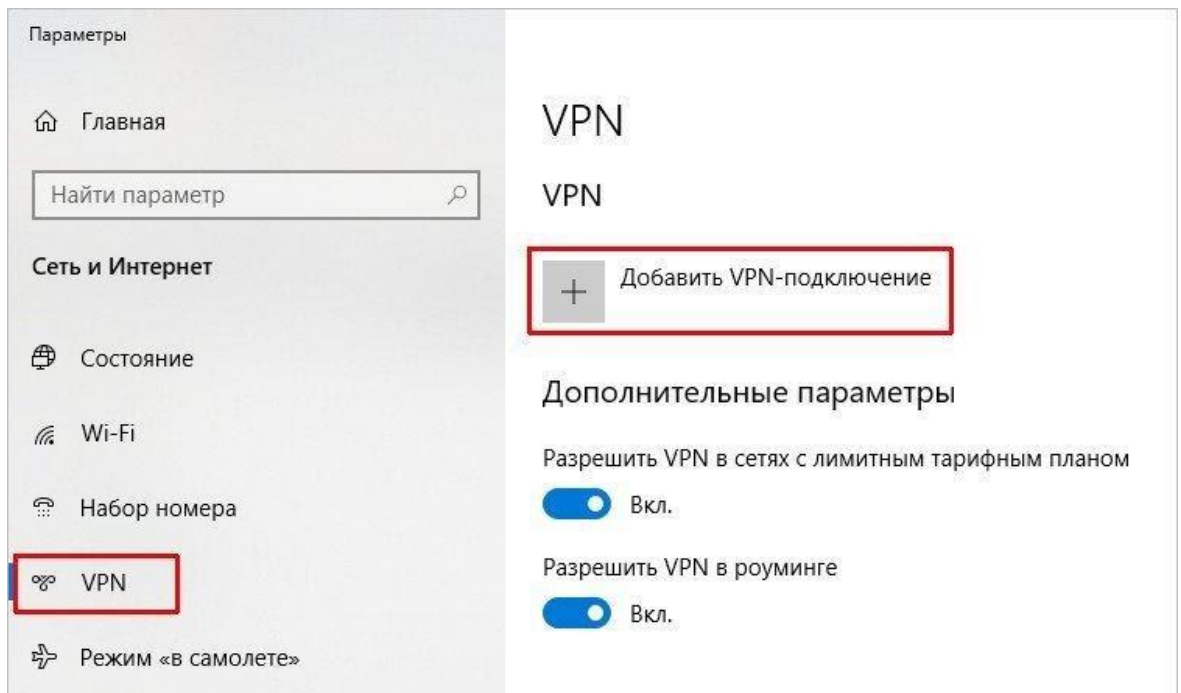 Параметры
Главная
Найти параметр
Сеть и Интернет
Состояние
Wi-Fi
Набор номера
VPN
Режим «в самолете»
VPN
VPN
Добавить VPN-подключение
Дополнительные параметры
Разрешить VPN в сетях с лимитным тарифным планом
Вкл.
Разрешить VPN в роуминге
Вкл.